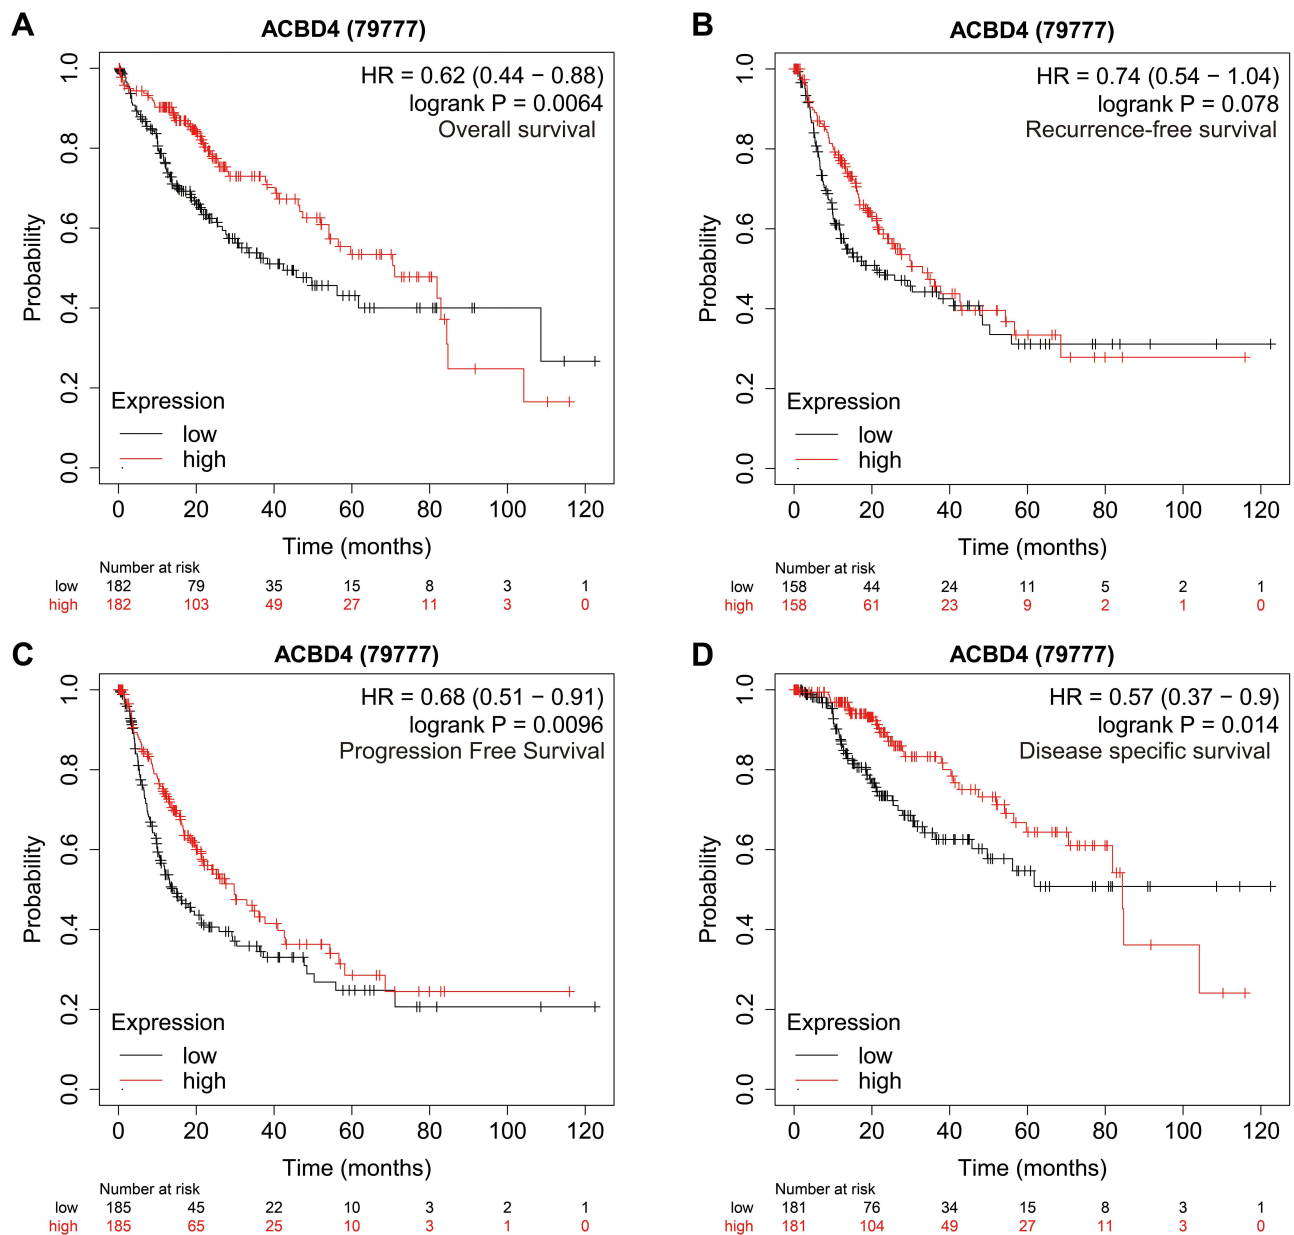 A
ACBD4 (79777)
HR = 0.62 (0.44 − 0.88)
logrank P = 0.0064
Overall survival
Probability
0.0 0.2 0.4 0.6 0.8 1.0
Expression
low
high
0 20 40 60 80 100 120
Time (months)
Number at risk
low 182 79 35 15 8 3 1
high 182 103 49 27 11 3 0
B
ACBD4 (79777)
HR = 0.74 (0.54 − 1.04)
logrank P = 0.078
Recurrence-free survival
Probability
0.0 0.2 0.4 0.6 0.8 1.0
Expression
low
high
0 20 40 60 80 100 120
Time (months)
Number at risk
low 158 44 24 11 5 2 1
high 158 61 23 9 2 1 0
C
ACBD4 (79777)
HR = 0.68 (0.51 − 0.91)
logrank P = 0.0096
Progression Free Survival
Probability
0.0 0.2 0.4 0.6 0.8 1.0
Expression
low
high
0 20 40 60 80 100 120
Time (months)
Number at risk
low 185 45 22 10 3 2 1
high 185 65 25 10 3 1 0
D
ACBD4 (79777)
HR = 0.57 (0.37 − 0.9)
logrank P = 0.014
Disease specific survival
Probability
0.0 0.2 0.4 0.6 0.8 1.0
Expression
low
high
0 20 40 60 80 100 120
Time (months)
Number at risk
low 181 76 34 15 8 3 1
high 181 104 49 27 11 3 0